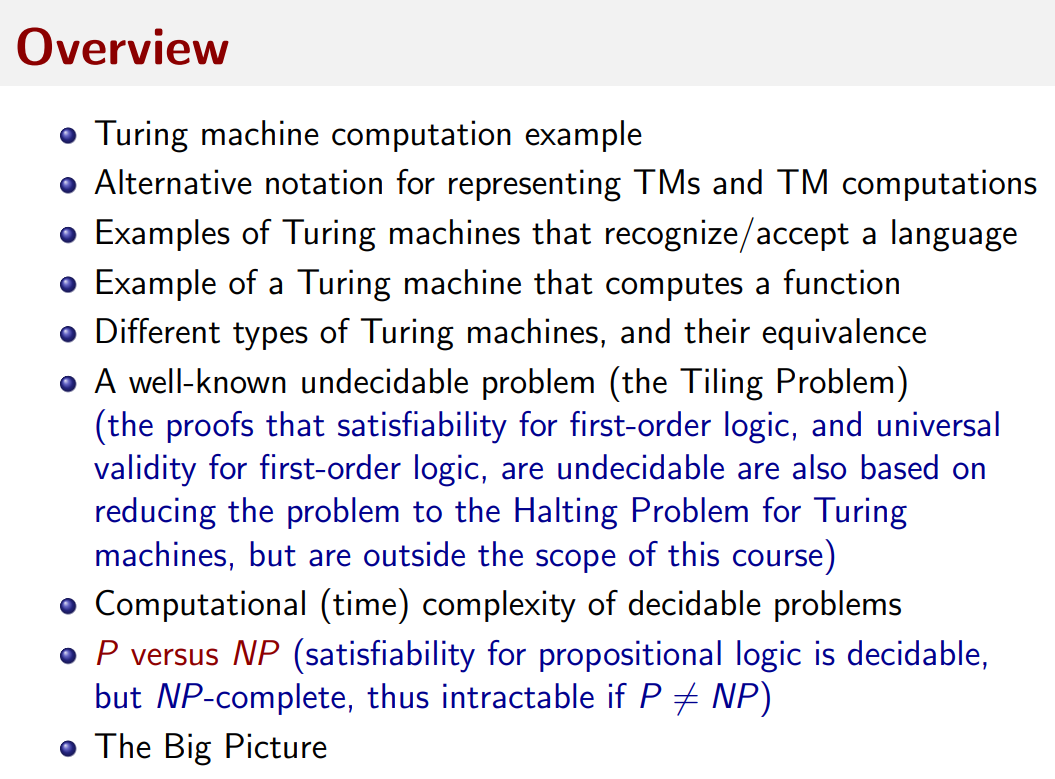 Overview
Turing machine computation example
Alternative notation for representing TMs and TM computations
Examples of Turing machines that recognize/accept a language
Example of a Turing machine that computes a function
Different types of Turing machines, and their equivalence
A well-known undecidable problem (the Tiling Problem)
(the proofs that satisfiability for first-order logic, and universal
validity for first-order logic, are undecidable are also based on
reducing the problem to the Halting Problem for Turing
machines, but are outside the scope of this course)
Computational (time) complexity of decidable problems
P versus NP (satisfiability for propositional logic is decidable,
but NP-complete, thus intractable if P ≠ NP)
The Big Picture